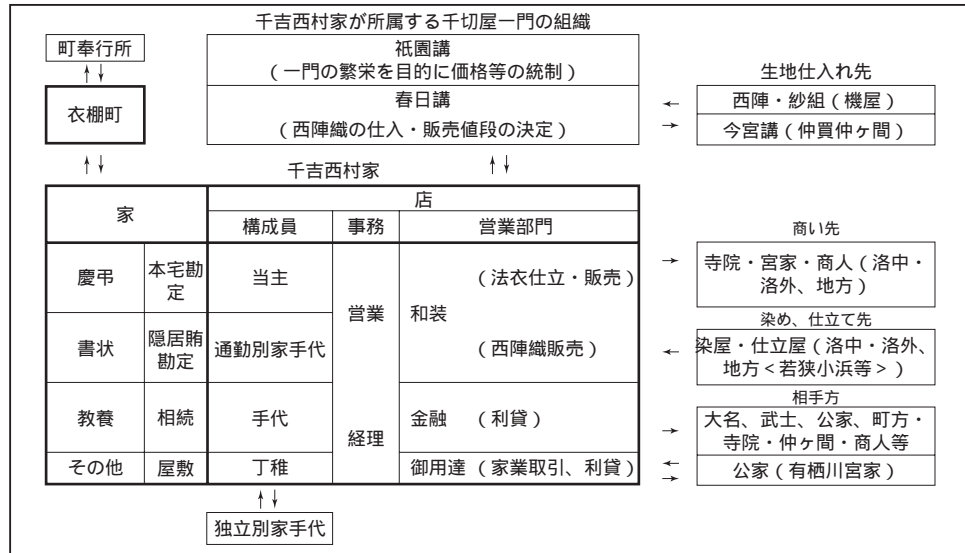 千吉西村家が所属する千切屋一門の組織
町奉行所
↑↓
衣棚町
↑↓
祇園講
(一門の繁栄を目的に価格等の統制)
春日講
(西陣織の仕入・販売値段の決定)
↑↓
生地仕入れ先
← 西陣・紗組(機屋)
→ 今宮講(仲買仲ヶ間)
千吉西村家
家
店
構成員
事務
営業部門
慶弔
本宅勘
定
当主
営業
和装
(法衣仕立・販売)
書状
隠居賄
勘定
通勤別家手代
(西陣織販売)
教養
相続
手代
経理
金融 (利貸)
その他
屋敷
丁稚
御用達(家業取引、利貸)
↑↓
独立別家手代
商い先
→ 寺院・宮家・商人(洛中・
洛外、地方)
染め、仕立て先
← 染屋・仕立屋(洛中・洛外、
地方<若狭小浜等>)
相手方
→ 大名、武士、公家、町方・
寺院・仲ヶ間・商人等
← → 公家(有栖川宮家)